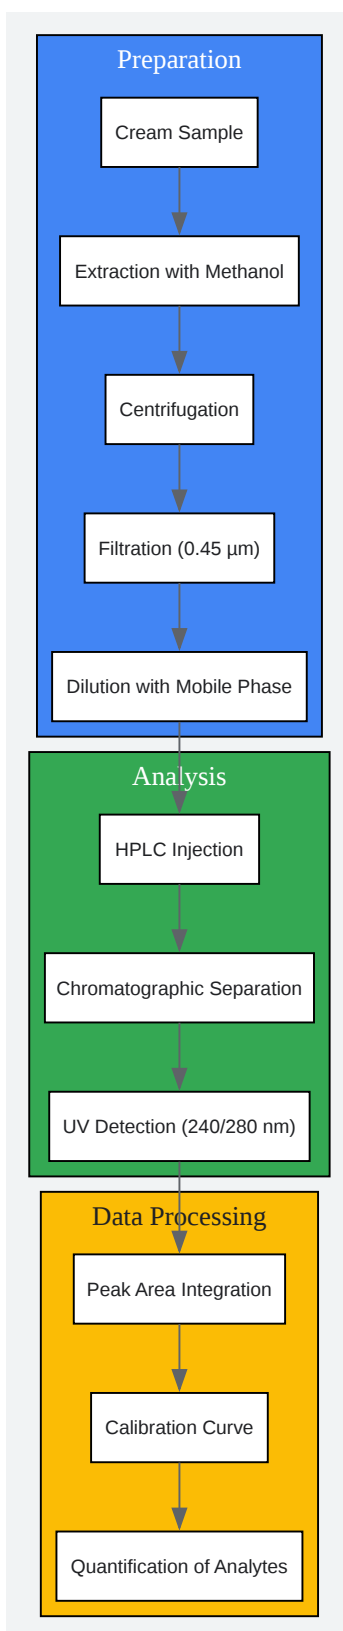 Preparation
Cream Sample
Extraction with Methanol
Centrifugation
Filtration (0.45 µm)
Dilution with Mobile Phase
Analysis
HPLC Injection
Chromatographic Separation
UV Detection (240/280 nm)
Data Processing
Peak Area Integration
Calibration Curve
Quantification of Analytes